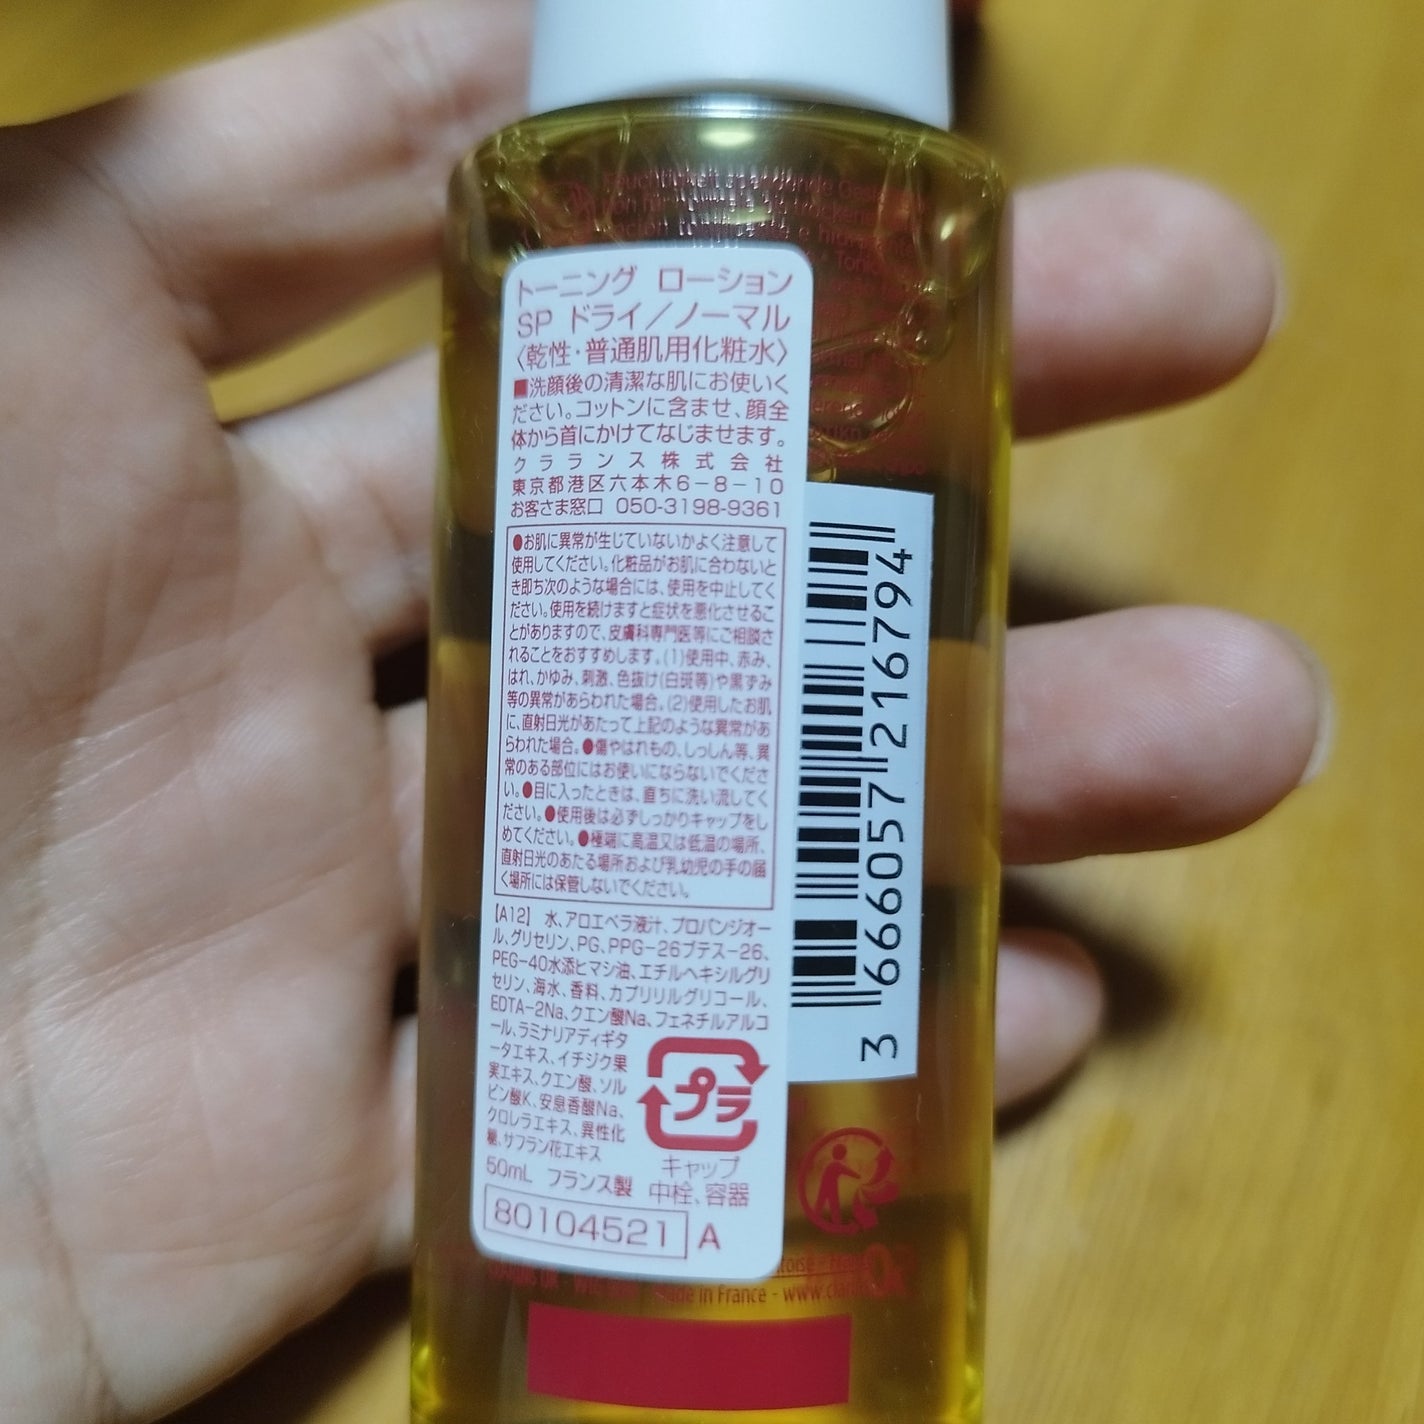 トーニング ローション
SP ドライ／ノーマル
〈乾性・普通肌用化粧水〉
■洗顔後の清潔な肌にお使いく
ださい。コットンに含ませ、顔全
体から首にかけてなじませます。
クラランス株式会社
東京都港区六本木6-8-10
お客さま窓口 050-3198-9361
●お肌に異常が生じていないかよく注意して
使用してください。化粧品がお肌に合わないと
き即ち次のような場合には、使用を中止してく
ださい。使用を続けますと症状を悪化させるこ
とがありますので、皮膚科専門医等にご相談さ
れることをおすすめします。(1)使用中、赤み、
はれ、かゆみ、刺激、色抜け(白斑等)や黒ずみ
等の異常があらわれた場合。(2)使用したお肌
に、直射日光があたって上記のような異常があ
らわれた場合。●傷やはれもの、しっしん等、異
常のある部位にはお使いにならないでくださ
い。●目に入ったときは、直ちに洗い流してく
ださい。●使用後は必ずしっかりキャップをし
めてください。●極端に高温又は低温の場所、
直射日光のあたる場所および乳幼児の手の届
く場所には保管しないでください。
【A12】 水、アロエベラ液汁、プロパンジオー
ル、グリセリン、PG、PPG-26ブテス-26、
PEG-40水添ヒマシ油、エチルヘキシルグリ
セリン、海水、香料、カプリリルグリコール、
EDTA-2Na、クエン酸Na、フェネチルアルコ
ール、ラミナリアディギタ
ータエキス、イチジク果
実エキス、クエン酸、ソル
ビン酸K、安息香酸Na、
クロレラエキス、異性化
糖、サフラン花エキス
50mL フランス製
プラ
キャップ
中栓、容器
80104521 A
3 666057 216794
Made in France - www.